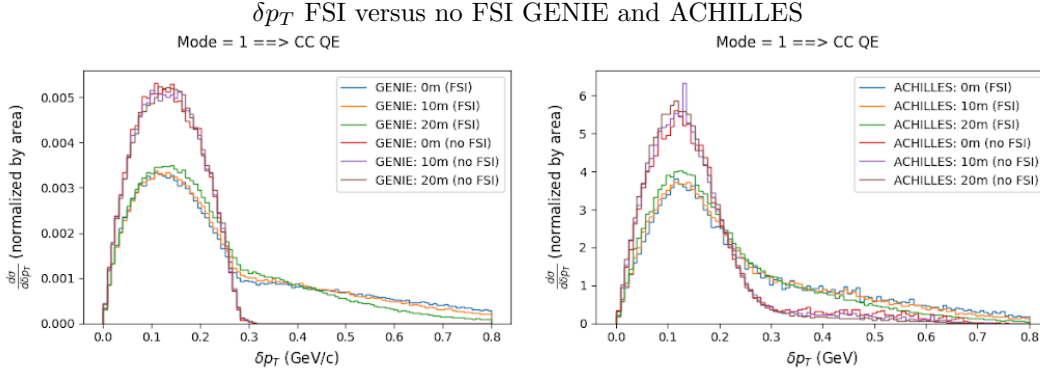 δp_T FSI versus no FSI GENIE and ACHILLES
Mode = 1 ==> CC QE
dσ/dδp_T (normalized by area)
0.005
0.004
0.003
0.002
0.001
0.000
GENIE: 0m (FSI)
GENIE: 10m (FSI)
GENIE: 20m (FSI)
GENIE: 0m (no FSI)
GENIE: 10m (no FSI)
GENIE: 20m (no FSI)
0.0 0.1 0.2 0.3 0.4 0.5 0.6 0.7 0.8
δp_T (GeV/c)
Mode = 1 ==> CC QE
dσ/dδp_T (normalized by area)
6
5
4
3
2
1
0
ACHILLES: 0m (FSI)
ACHILLES: 10m (FSI)
ACHILLES: 20m (FSI)
ACHILLES: 0m (no FSI)
ACHILLES: 10m (no FSI)
ACHILLES: 20m (no FSI)
0.0 0.1 0.2 0.3 0.4 0.5 0.6 0.7 0.8
δp_T (GeV)